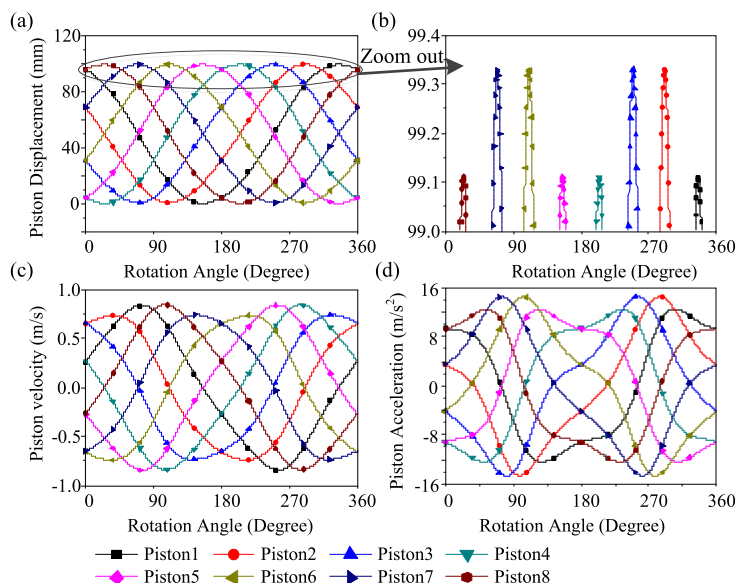 (a)
120
80
40
0
Piston Displacement (mm)
0 90 180 270 360
Rotation Angle (Degree)
Zoom out
(b)
99.4
99.3
99.2
99.1
99.0
0 90 180 270 360
Rotation Angle (Degree)
(c)
1.0
0.5
0.0
-0.5
-1.0
Piston velocity (m/s)
0 90 180 270 360
Rotation Angle (Degree)
(d)
16
8
0
-8
-16
Piston Acceleration (m/s²)
0 90 180 270 360
Rotation Angle (Degree)
Piston1 Piston2 Piston3 Piston4
Piston5 Piston6 Piston7 Piston8